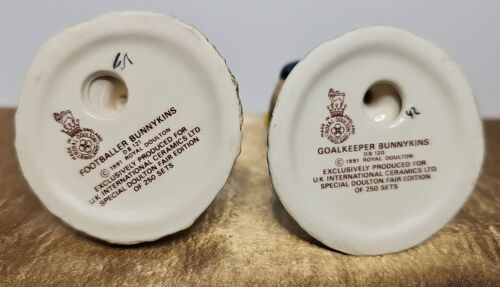 FOOTBALLER BUNNYKINS
DB 121
© 1991 ROYAL DOULTON
EXCLUSIVELY PRODUCED FOR
U.K. INTERNATIONAL CERAMICS LTD
SPECIAL DOULTON FAIR EDITION
OF 250 SETS
GOALKEEPER BUNNYKINS
DB 120
© 1991 ROYAL DOULTON
EXCLUSIVELY PRODUCED FOR
U.K. INTERNATIONAL CERAMICS LTD.
SPECIAL DOULTON FAIR EDITION
OF 250 SETS
42